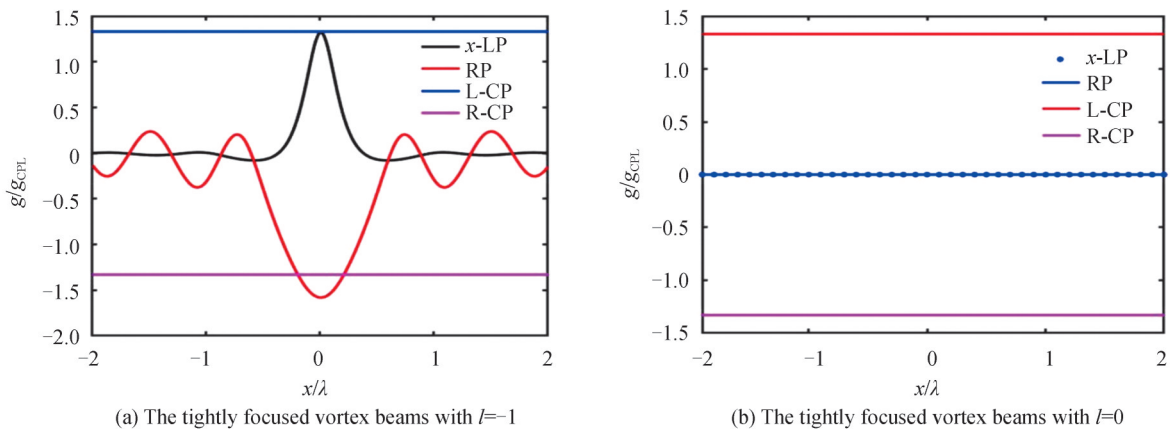 1.5
1.0
0.5
0
−0.5
−1.0
−1.5
−2.0
g/gCPL
x-LP
RP
L-CP
R-CP
−2
−1
0
1
2
x/λ
(a) The tightly focused vortex beams with l=−1
1.5
1.0
0.5
0
−0.5
−1.0
−1.5
g/gCPL
x-LP
RP
L-CP
R-CP
−2
−1
0
1
2
x/λ
(b) The tightly focused vortex beams with l=0